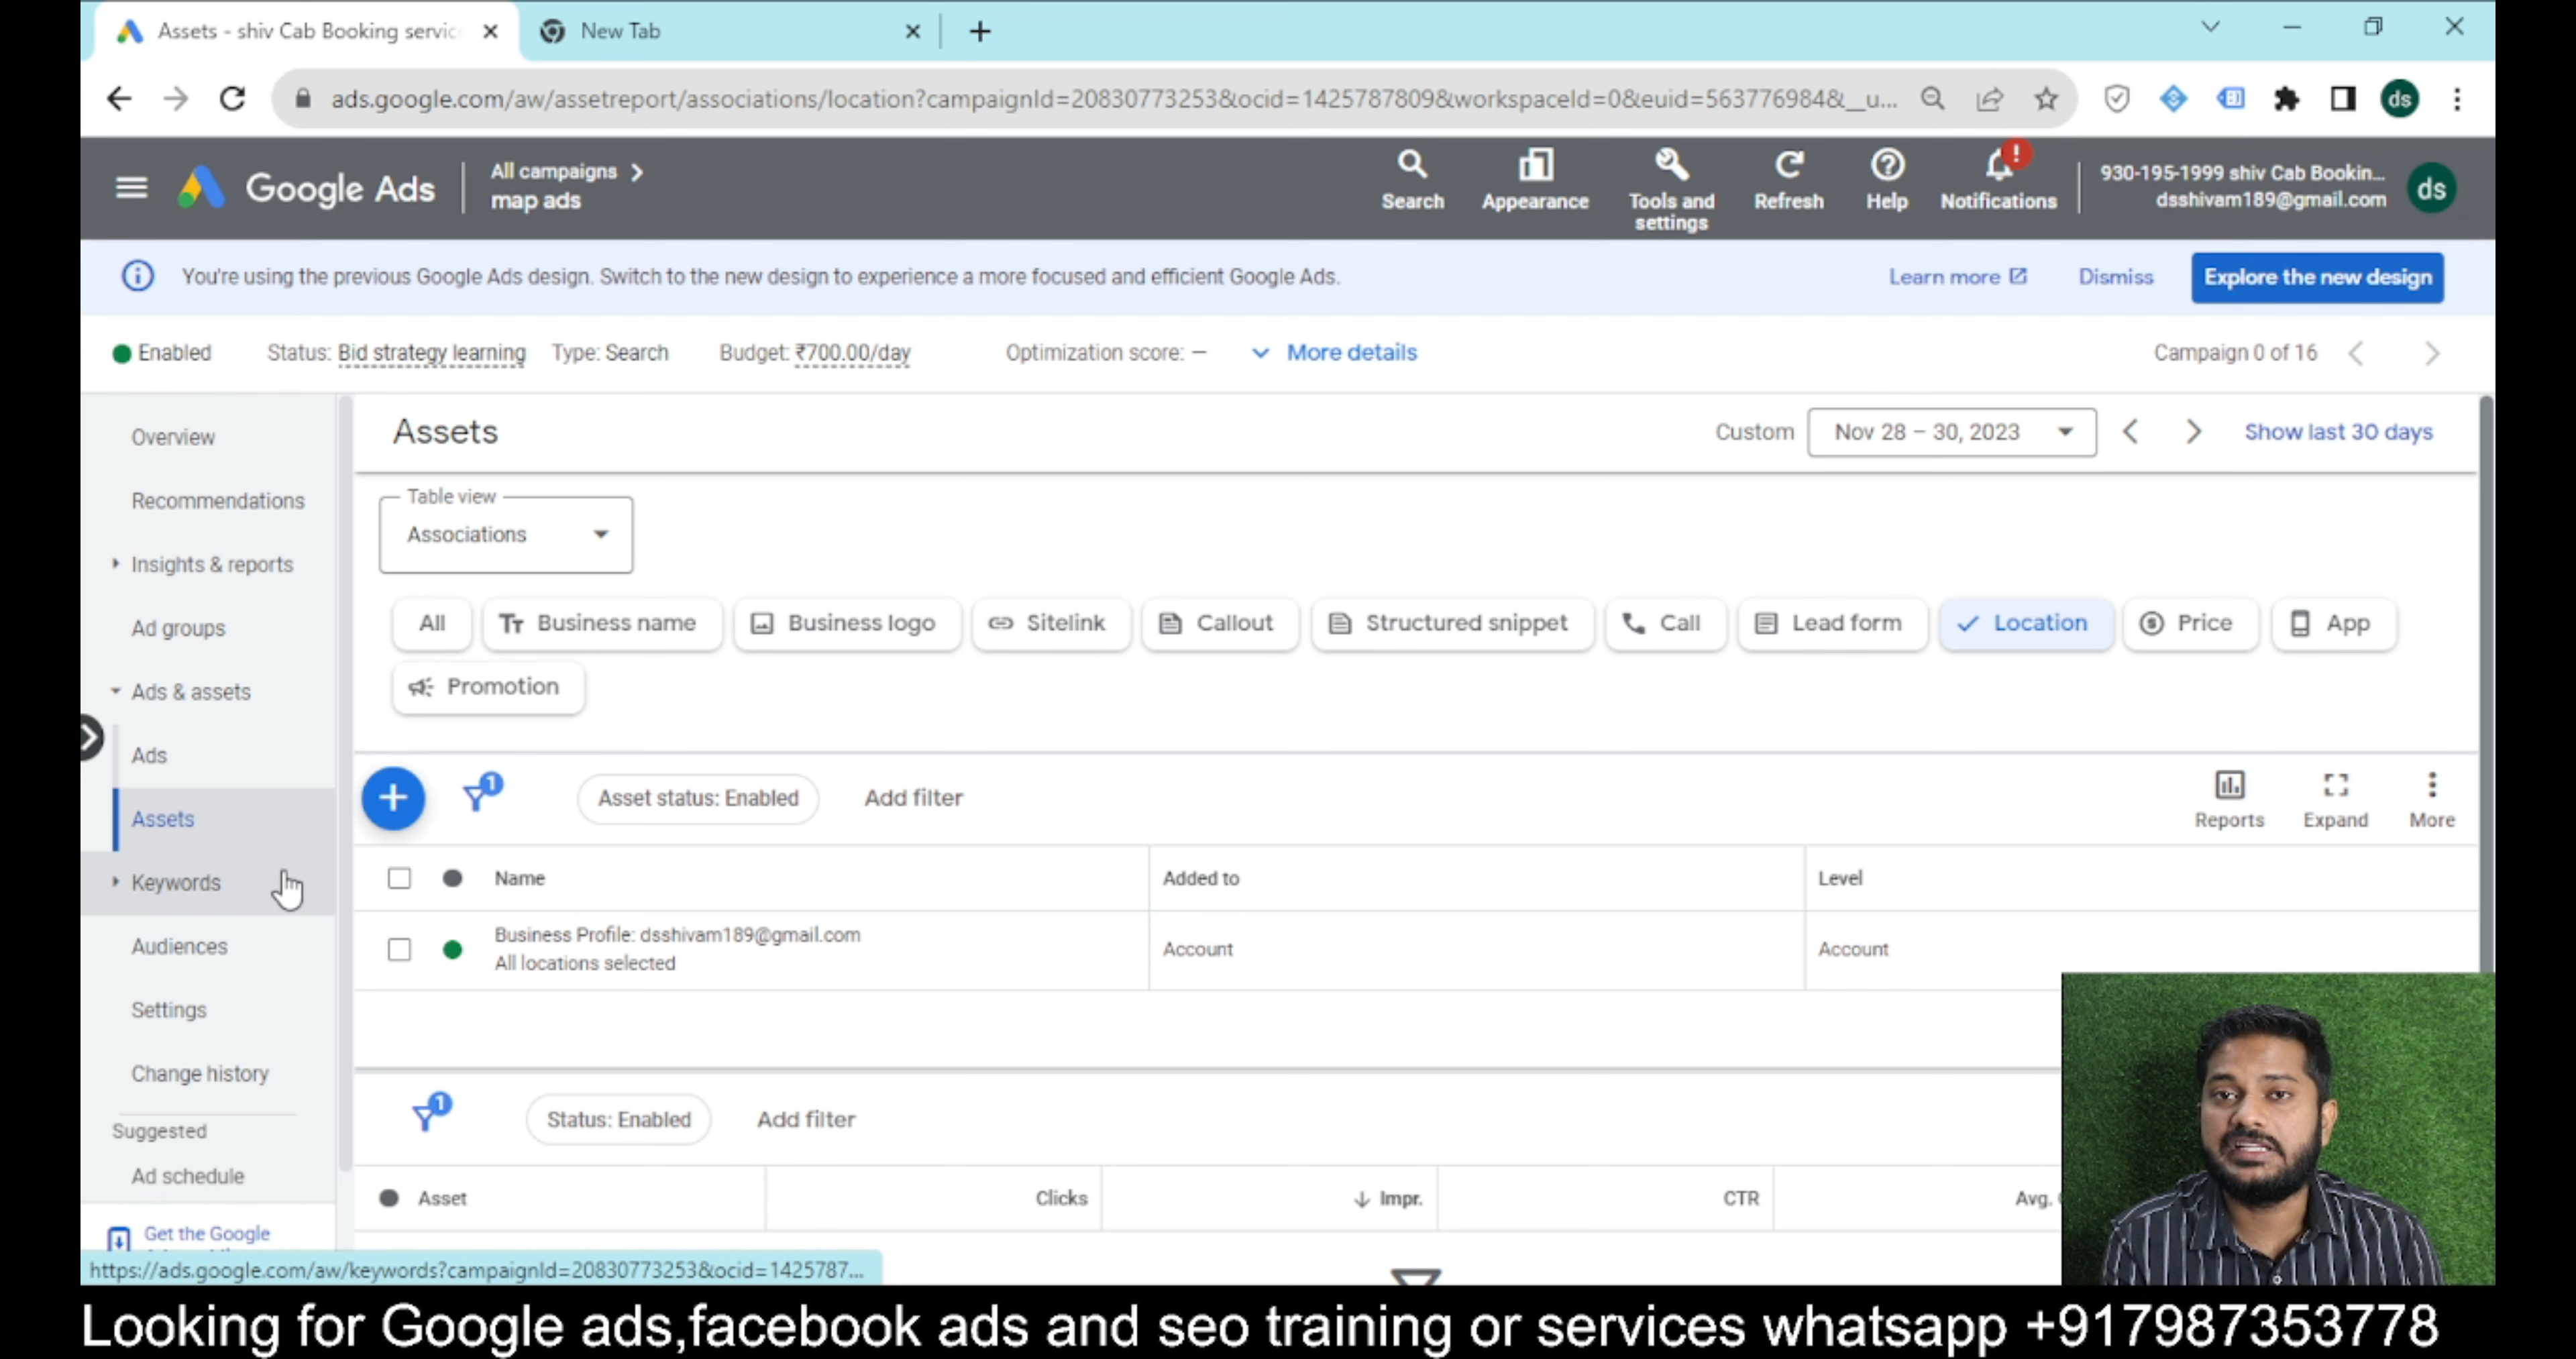 Assets - shiv Cab Booking servic
New Tab
ads.google.com/aw/assetreport/associations/location?campaignId=20830773253&ocid=1425787809&workspaceId=0&euid=563776984&__u...
ds
Google Ads
All campaigns
map ads
Search
Appearance
Tools and
settings
Refresh
Help
Notifications
930-195-1999 shiv Cab Bookin...
dsshivam189@gmail.com
ds
You're using the previous Google Ads design. Switch to the new design to experience a more focused and efficient Google Ads.
Learn more
Dismiss
Explore the new design
Enabled
Status: Bid strategy learning
Type: Search
Budget: ₹700.00/day
Optimization score: –
More details
Campaign 0 of 16
Overview
Recommendations
Insights & reports
Ad groups
Ads & assets
Ads
Assets
Keywords
Audiences
Settings
Change history
Suggested
Ad schedule
Get the Google
Assets
Custom
Nov 28 – 30, 2023
Show last 30 days
Table view
Associations
All
Business name
Business logo
Sitelink
Callout
Structured snippet
Call
Lead form
Location
Price
App
Promotion
1
Asset status: Enabled
Add filter
Reports
Expand
More
Name
Added to
Level
Business Profile: dsshivam189@gmail.com
All locations selected
Account
Account
1
Status: Enabled
Add filter
Asset
Clicks
Impr.
CTR
Avg.
https://ads.google.com/aw/keywords?campaignId=20830773253&ocid=1425787...
Looking for Google ads,facebook ads and seo training or services whatsapp +917987353778